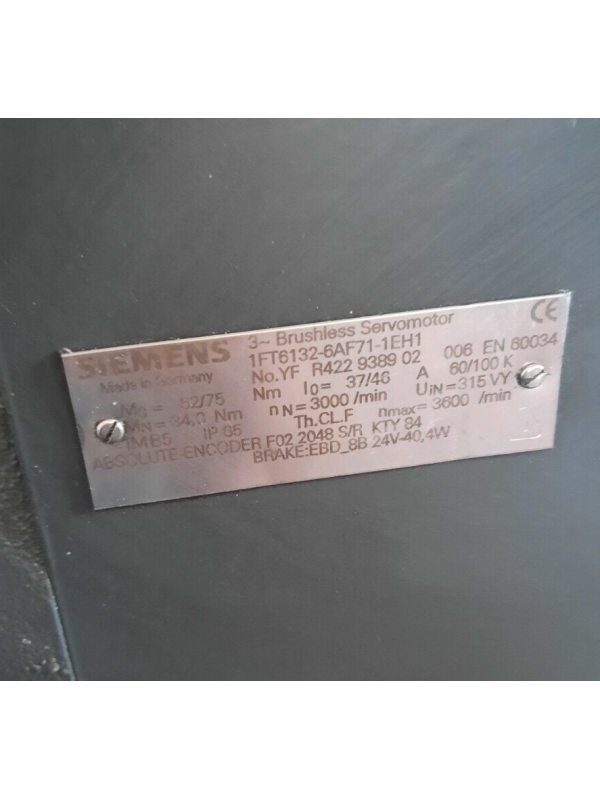 SIEMENS 3~ Brushless Servomotor CE
Made in Germany 1FT6132-6AF71-1EH1
No.YF R422 9389 02 006 EN 60034
M0 = 62/75 Nm I0 = 37/46 A 60/100 K
MN = 34,0 Nm nN = 3000 /min UIN = 315 VY
IM B5 IP 65 Th.CL.F nmax = 3600 /min
ABSOLUTE-ENCODER F02 2048 S/R KTY 84
BRAKE:EBD_8B 24V-40,4W